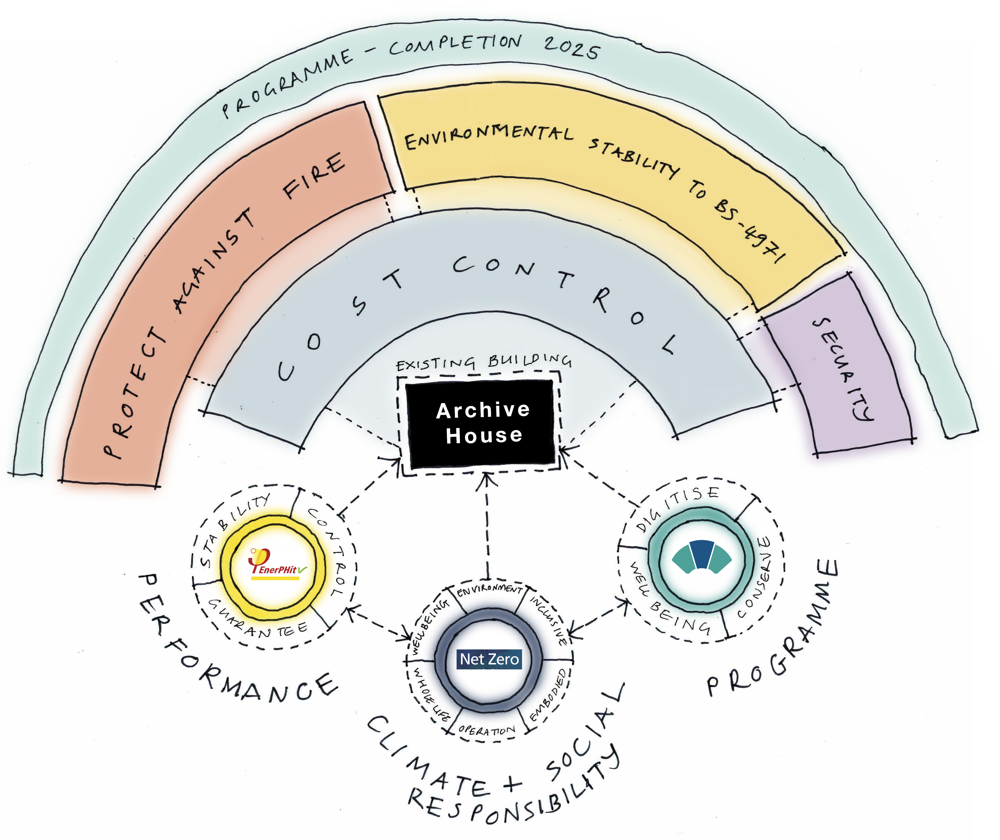 PROGRAMME - COMPLETION 2025
PROTECT AGAINST FIRE
ENVIRONMENTAL STABILITY TO BS-4971
SECURITY
COST CONTROL
EXISTING BUILDING
Archive
House
STABILITY
CONTROL
GUARANTEE
EnerPHit
PERFORMANCE
ENVIRONMENT
INCLUSIVE
EMBODIED
OPERATION
WHOLE LIFE
WELLBEING
Net Zero
CLIMATE + SOCIAL
RESPONSIBILITY
DIGITISE
CONSERVE
WELL BEING
PROGRAMME